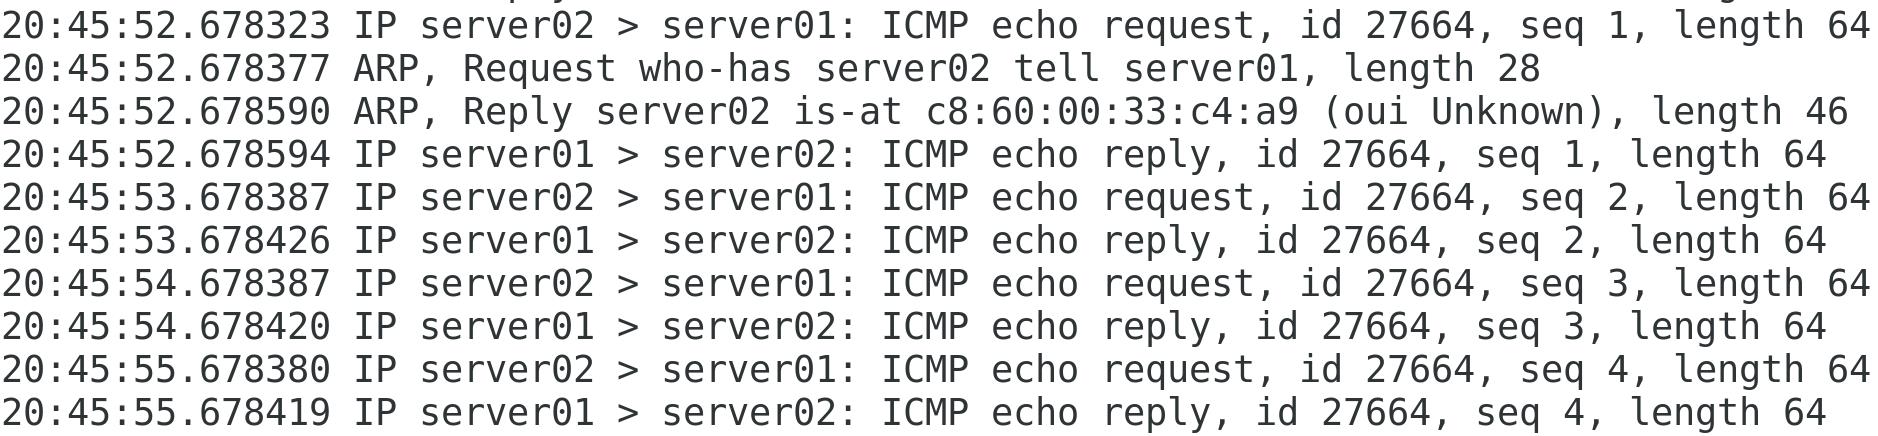 20:45:52.678323 IP server02 > server01: ICMP echo request, id 27664, seq 1, length 64
20:45:52.678377 ARP, Request who-has server02 tell server01, length 28
20:45:52.678590 ARP, Reply server02 is-at c8:60:00:33:c4:a9 (oui Unknown), length 46
20:45:52.678594 IP server01 > server02: ICMP echo reply, id 27664, seq 1, length 64
20:45:53.678387 IP server02 > server01: ICMP echo request, id 27664, seq 2, length 64
20:45:53.678426 IP server01 > server02: ICMP echo reply, id 27664, seq 2, length 64
20:45:54.678387 IP server02 > server01: ICMP echo request, id 27664, seq 3, length 64
20:45:54.678420 IP server01 > server02: ICMP echo reply, id 27664, seq 3, length 64
20:45:55.678380 IP server02 > server01: ICMP echo request, id 27664, seq 4, length 64
20:45:55.678419 IP server01 > server02: ICMP echo reply, id 27664, seq 4, length 64